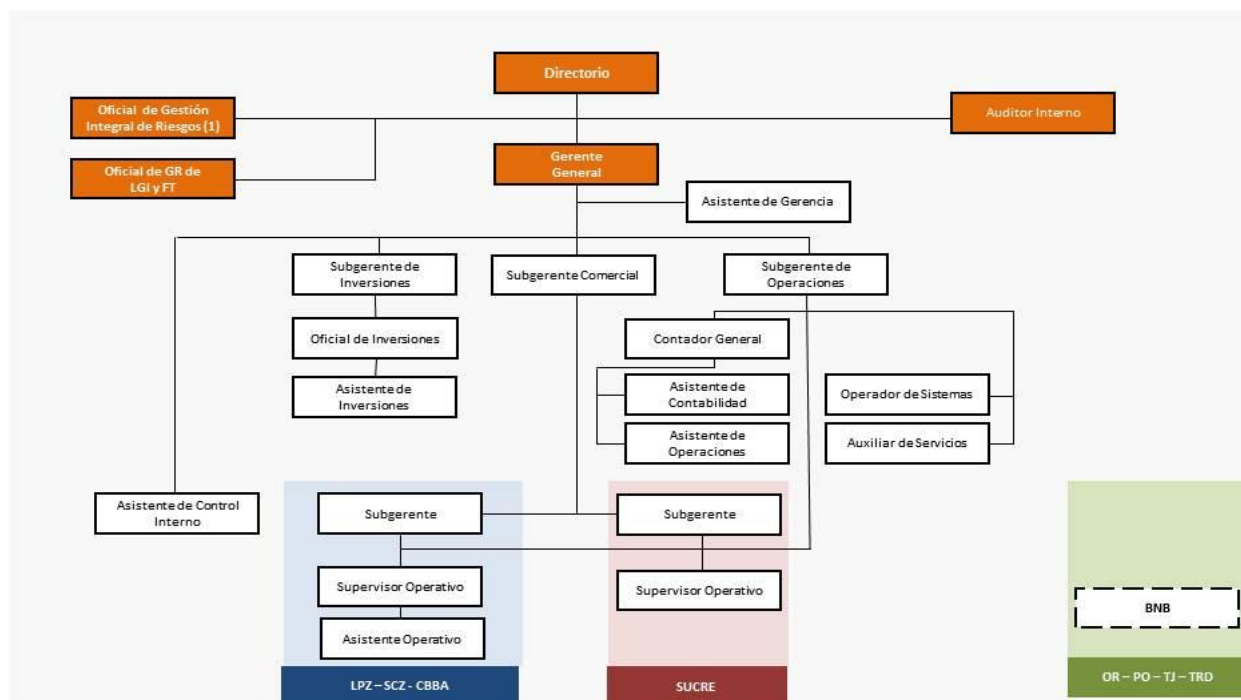 Directorio
Oficial de Gestión
Integral de Riesgos (1)
Auditor Interno
Oficial de GR de
LGI y FT
Gerente
General
Asistente de Gerencia
Subgerente de
Inversiones
Subgerente Comercial
Subgerente de
Operaciones
Oficial de Inversiones
Contador General
Asistente de
Inversiones
Asistente de
Contabilidad
Operador de Sistemas
Asistente de
Operaciones
Auxiliar de Servicios
Asistente de Control
Interno
Subgerente
Subgerente
Supervisor Operativo
Supervisor Operativo
BNB
Asistente Operativo
LPZ – SCZ - CBBA
SUCRE
OR – PO – TJ – TRD